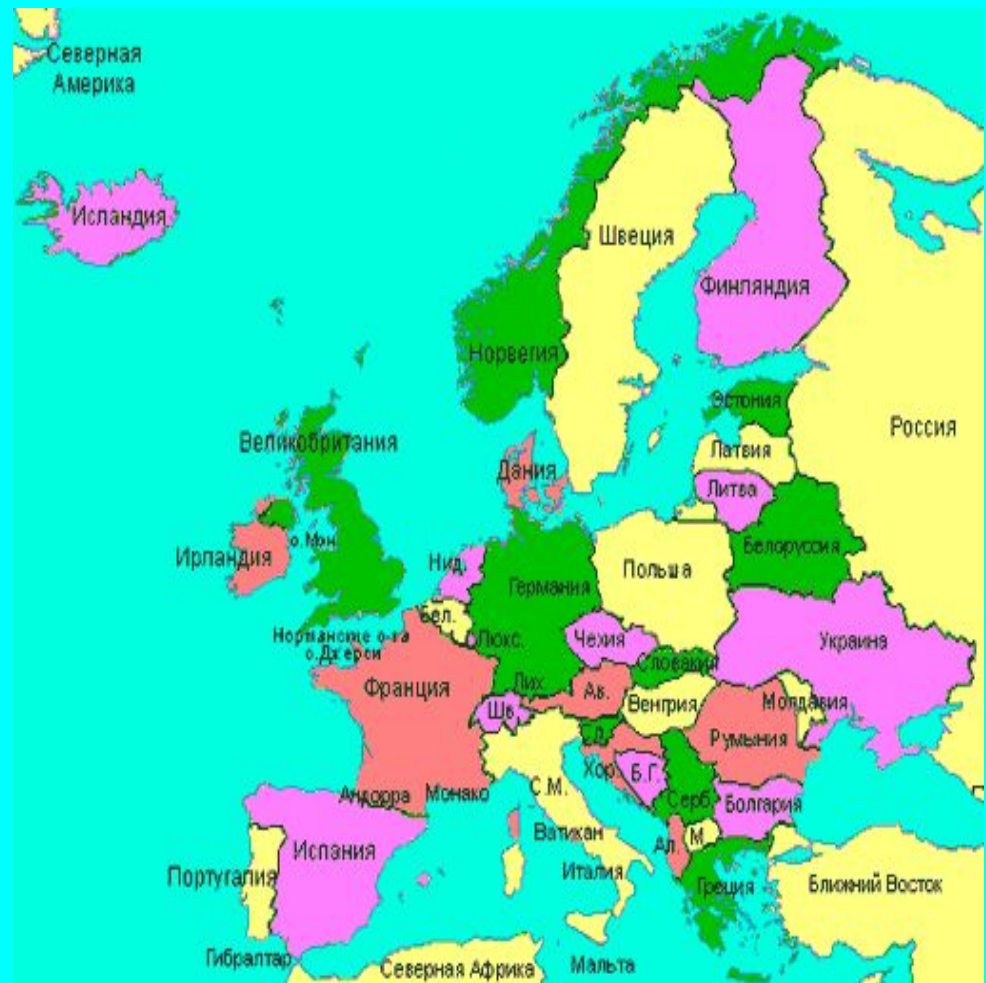 Северная
Америка
Исландия
Швеция
Финляндия
Норвегия
Эстония
Россия
Великобритания
Латвия
Дания
Литва
о.Мэн
Ирландия
Белоруссия
Нид.
Германия
Польша
Бел.
Нормандские о-ва
о.Джерси
Люкс.
Чехия
Украина
Словакия
Франция
Лих.
Ав.
Венгрия
Молдавия
Шв.
Румыния
Хор.
Б.Г.
С.М.
Серб.
Болгария
Андорра
Монако
Ватикан
Ал.
М.
Испания
Италия
Португалия
Греция
Ближний Восток
Гибралтар
Северная Африка
Мальта